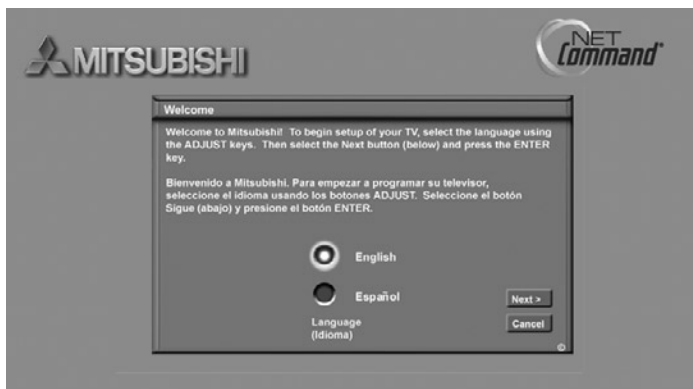 MITSUBISHI
NET
Command®
Welcome
Welcome to Mitsubishi! To begin setup of your TV, select the language using
the ADJUST keys. Then select the Next button (below) and press the ENTER
key.
Bienvenido a Mitsubishi. Para empezar a programar su televisor,
seleccione el idioma usando los botones ADJUST. Seleccione el botón
Sigue (abajo) y presione el botón ENTER.
English
Español
Language
(Idioma)
Next >
Cancel
©